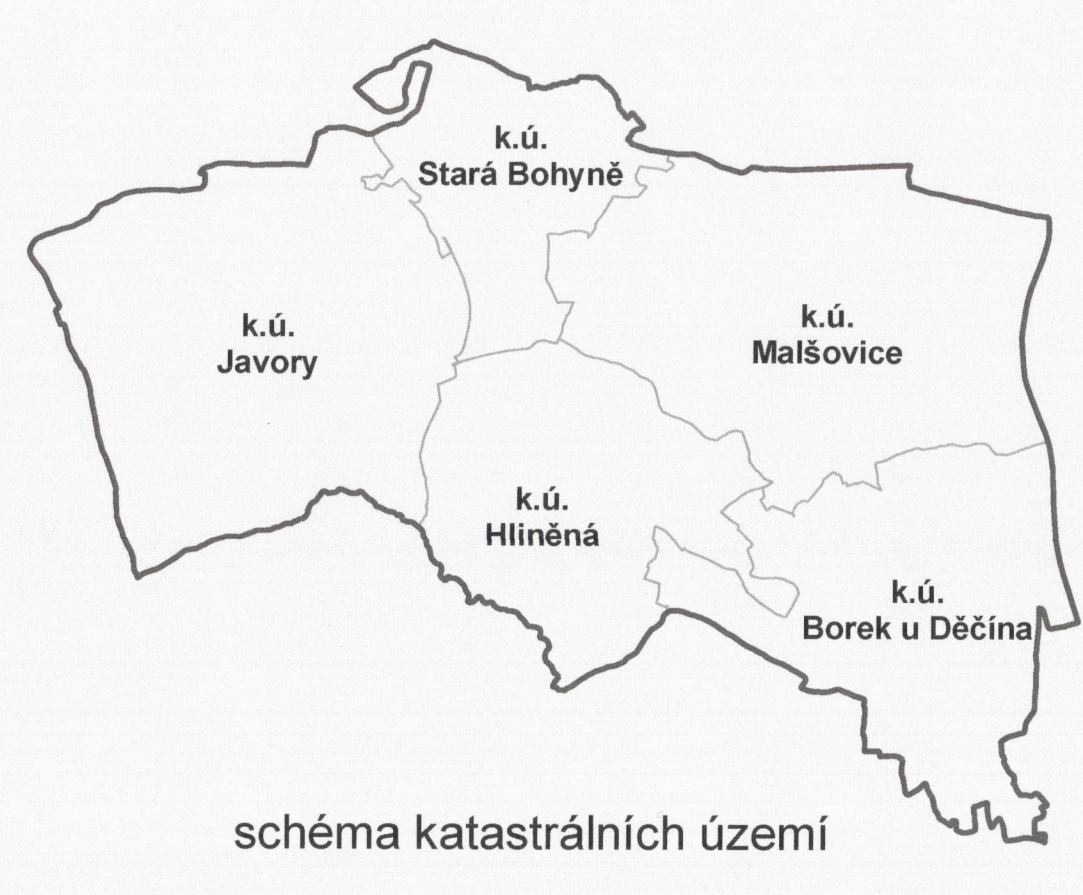 k.ú.
Stará Bohyně
k.ú.
Javory
k.ú.
Malšovice
k.ú.
Hliněná
k.ú.
Borek u Děčína
schéma katastrálních území